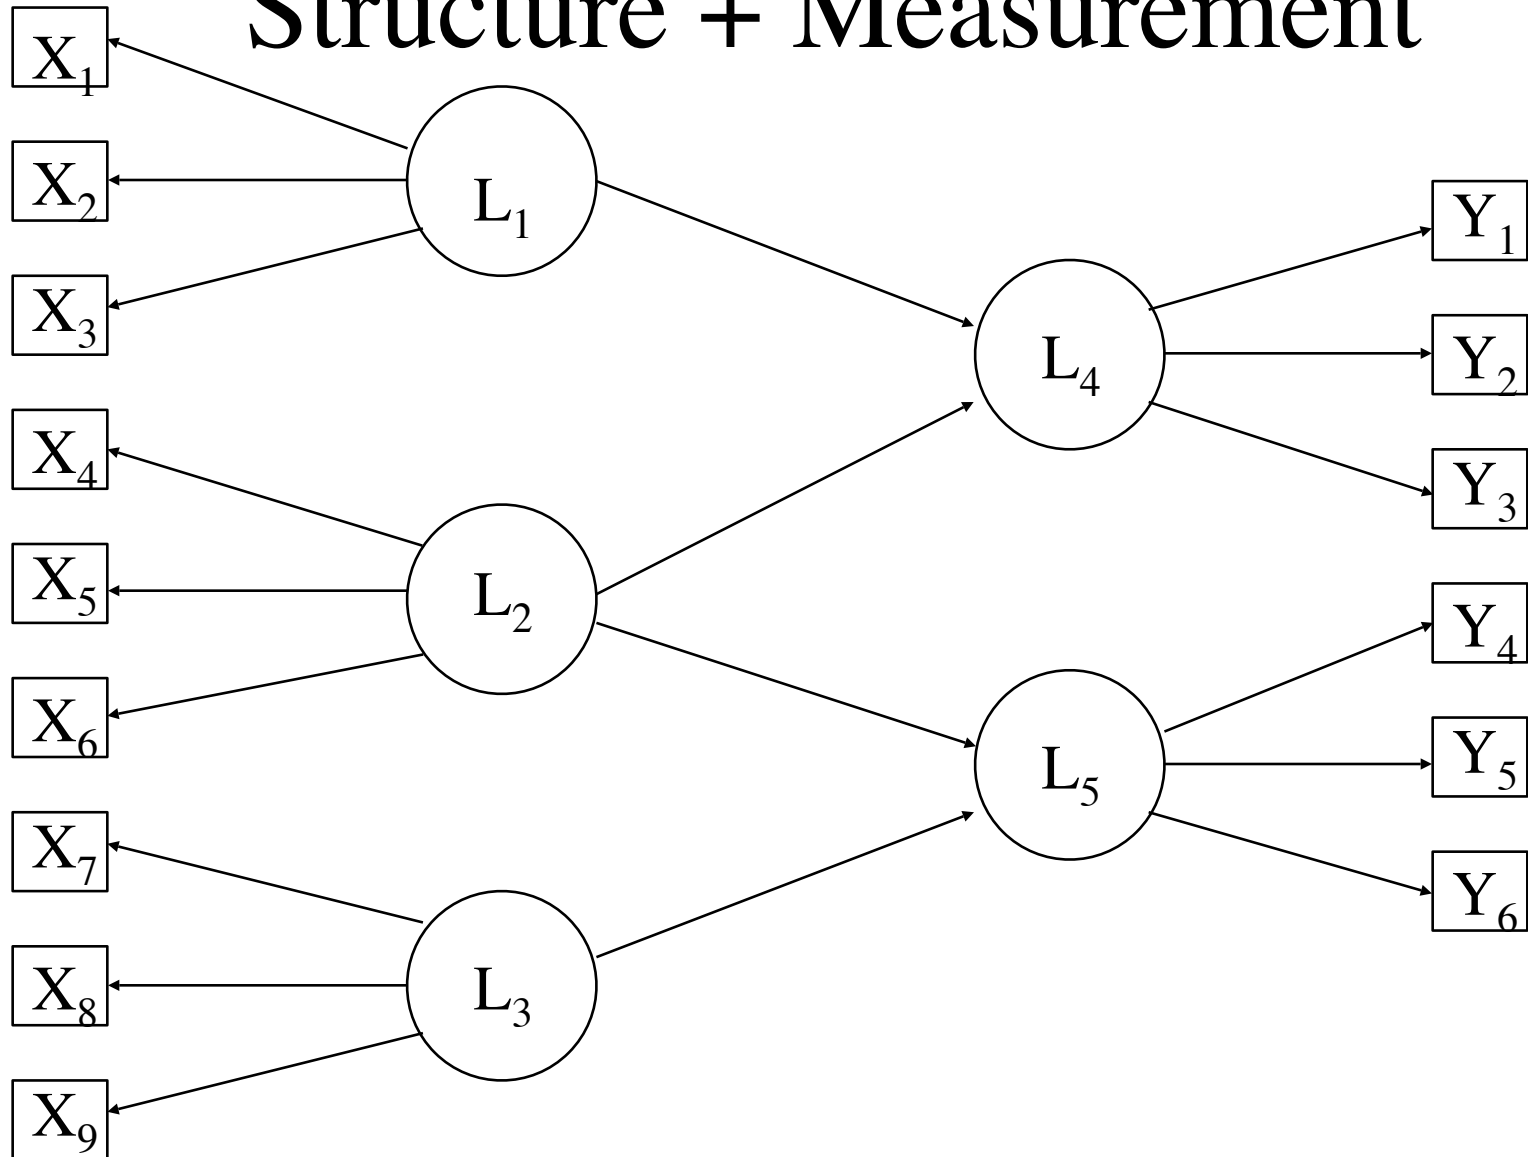 Structure + Measurement
X₁
X₂
X₃
X₄
X₅
X₆
X₇
X₈
X₉
L₁
L₂
L₃
L₄
L₅
Y₁
Y₂
Y₃
Y₄
Y₅
Y₆